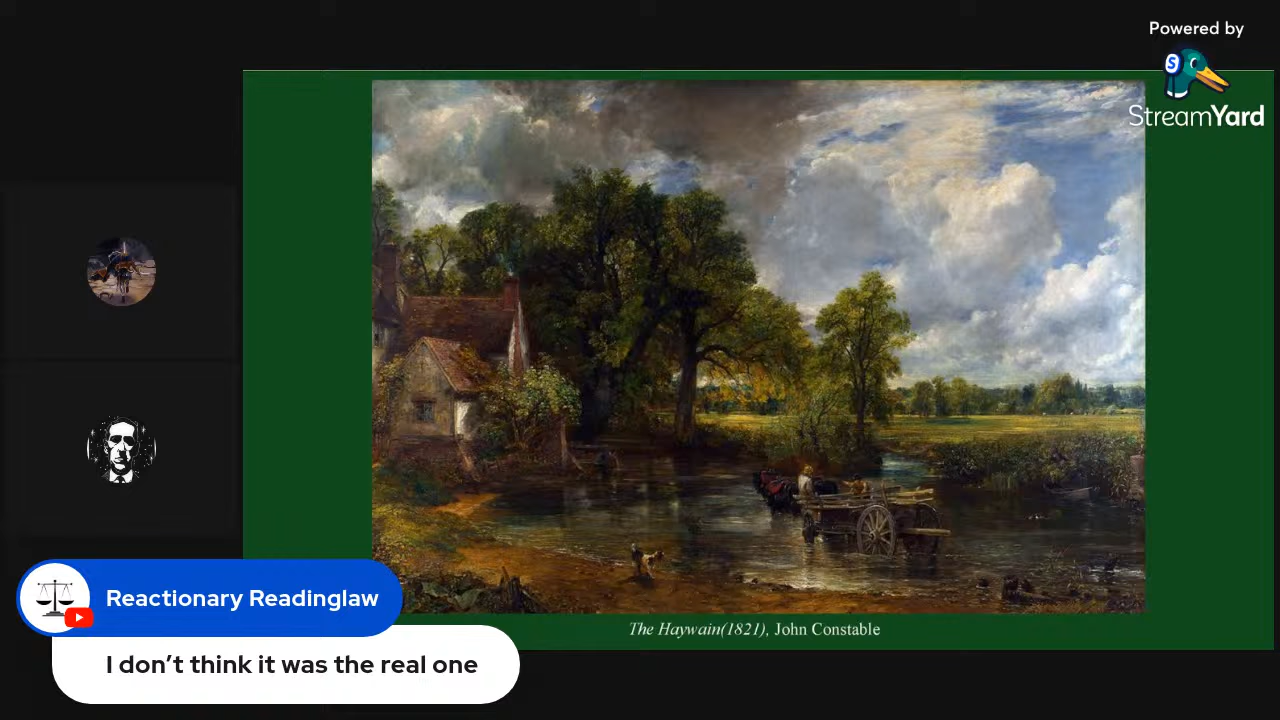 Powered by
S
StreamYard
The Haywain(1821), John Constable
Reactionary Readinglaw
I don’t think it was the real one